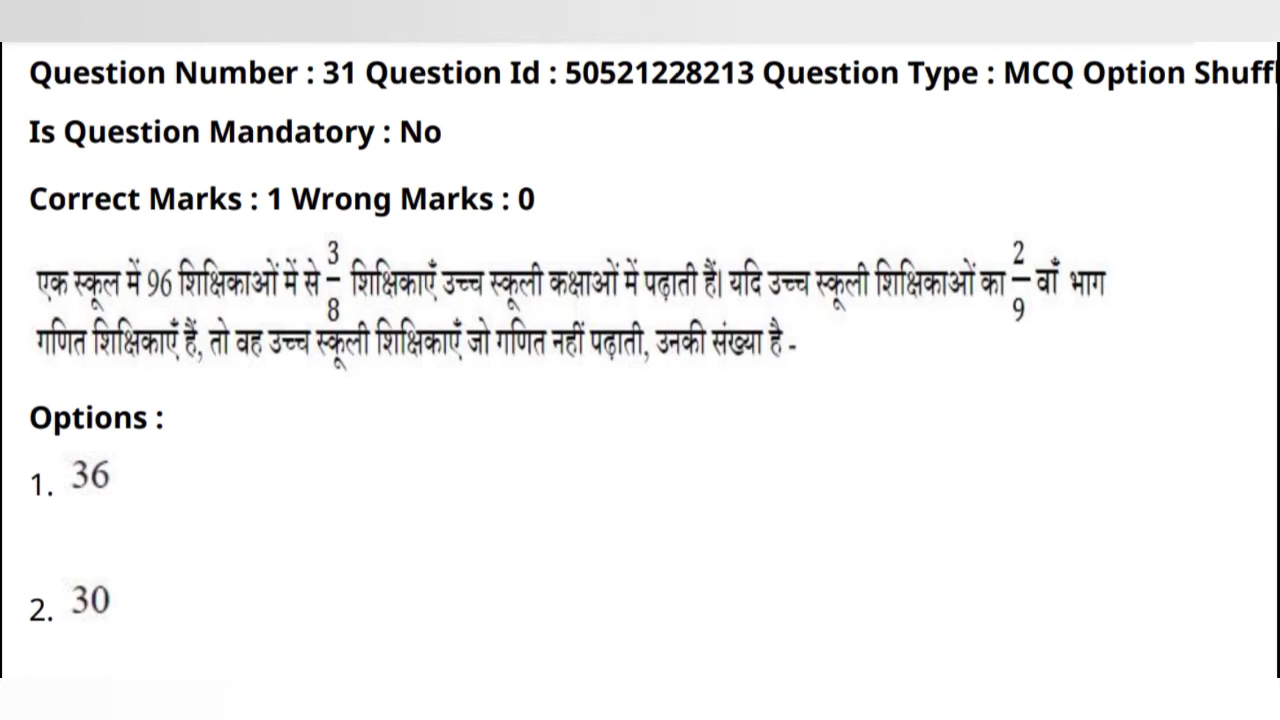 Question Number : 31 Question Id : 50521228213 Question Type : MCQ Option Shuffl
Is Question Mandatory : No
Correct Marks : 1 Wrong Marks : 0
एक स्कूल में 96 शिक्षिकाओं में से 3/8 शिक्षिकाएँ उच्च स्कूली कक्षाओं में पढ़ाती हैं। यदि उच्च स्कूली शिक्षिकाओं का 2/9 वाँ भाग
गणित शिक्षिकाएँ हैं, तो वह उच्च स्कूली शिक्षिकाएँ जो गणित नहीं पढ़ाती, उनकी संख्या है -
Options :
1. 36
2. 30